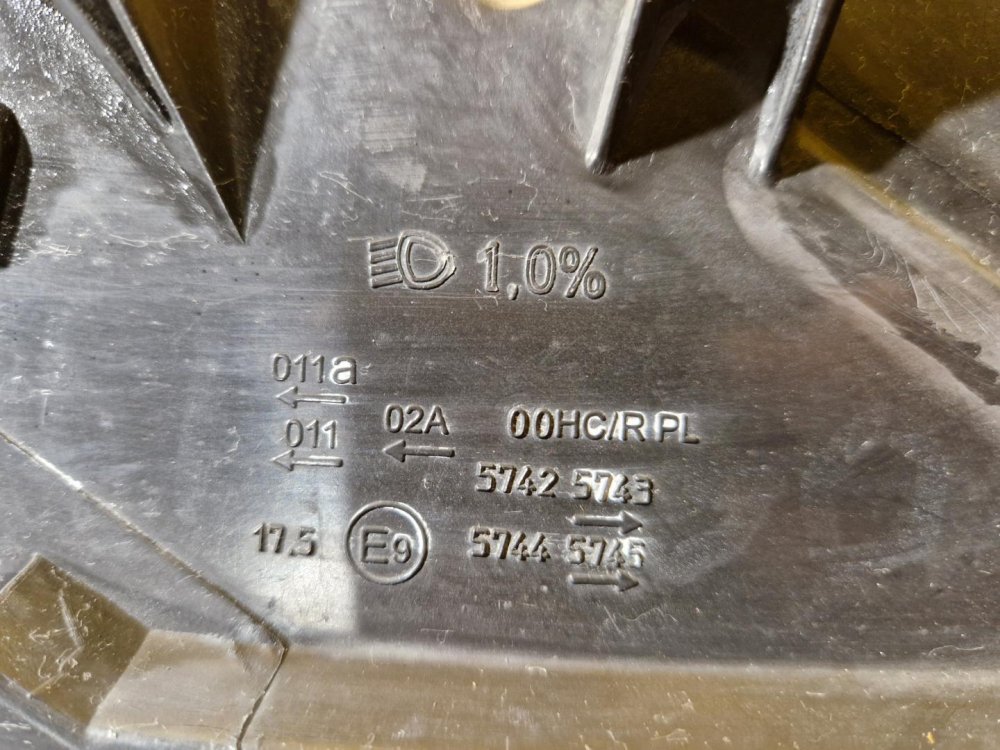 1,0%
011a
011 02A 00HC/R PL
5742 5743
17.5 E9 5744 5745